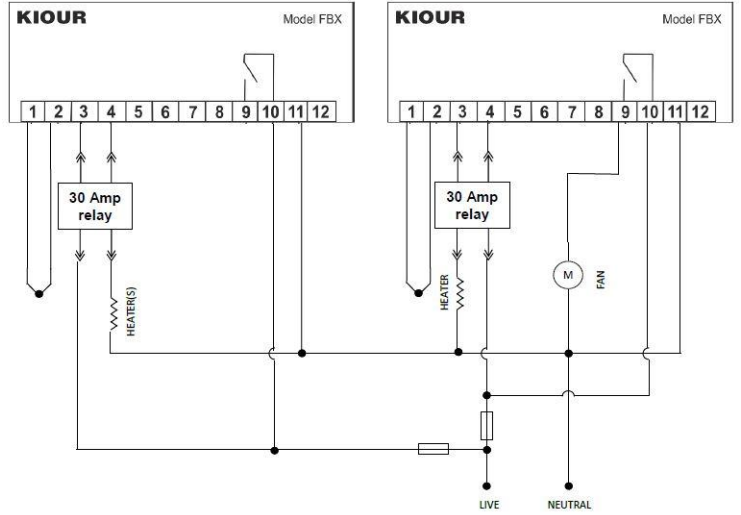 KIOUR Model FBX
1 2 3 4 5 6 7 8 9 10 11 12
30 Amp
relay
HEATER(S)
KIOUR Model FBX
1 2 3 4 5 6 7 8 9 10 11 12
30 Amp
relay
HEATER
M
FAN
LIVE
NEUTRAL